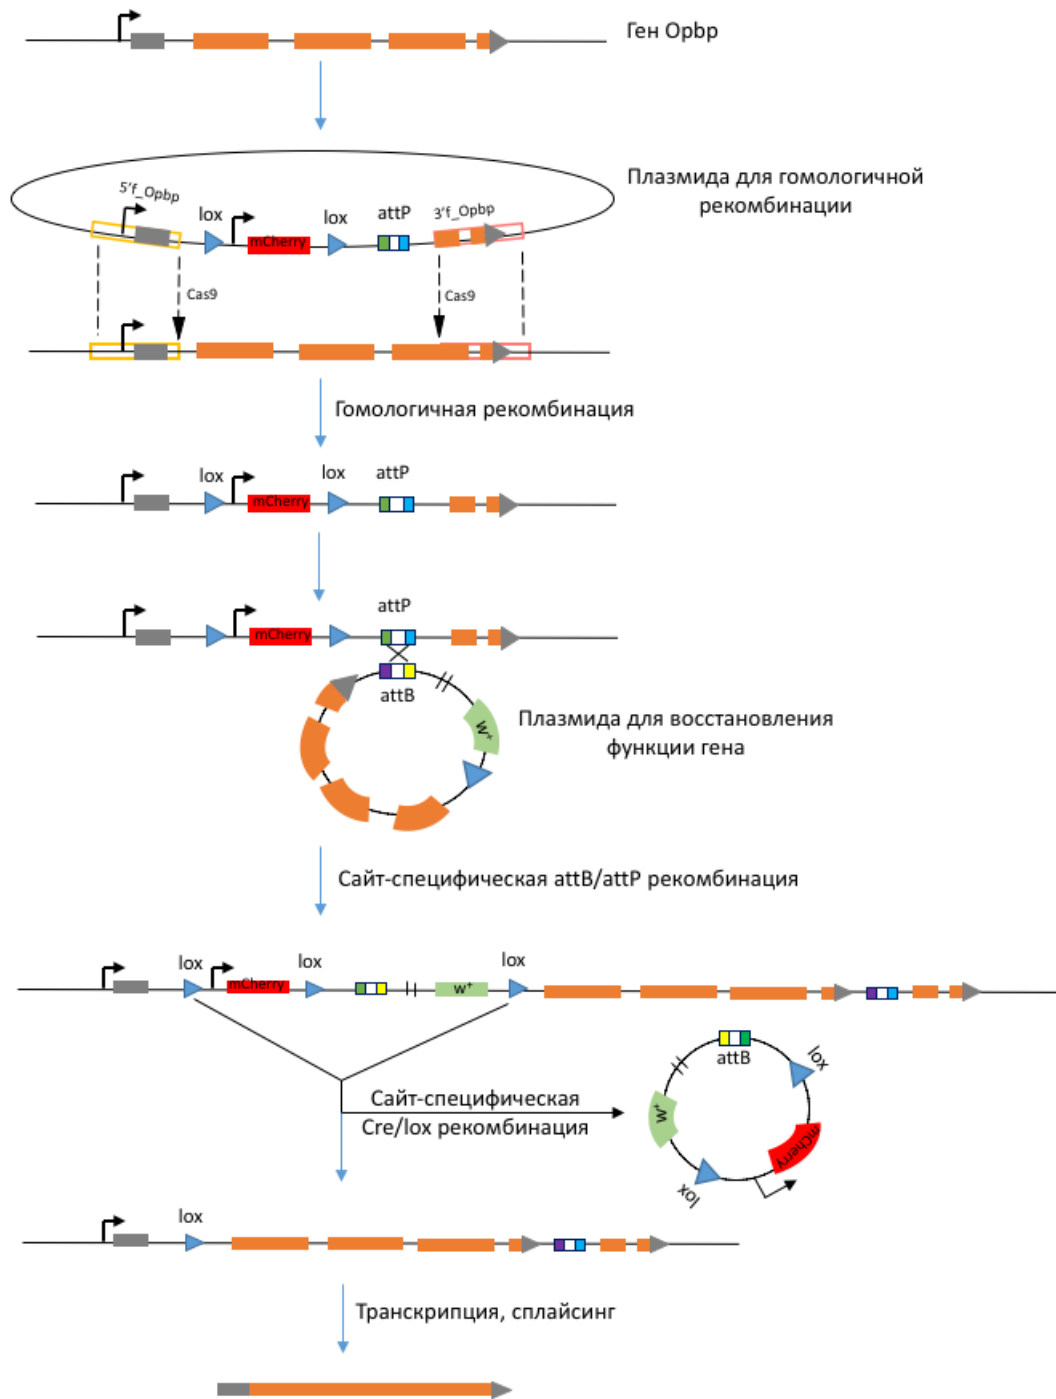 Ген Opbp
Плазмида для гомологичной
рекомбинации
5'f_Opbp
lox
mCherry
lox
attP
3'f_Opbp
Cas9
Cas9
Гомологичная рекомбинация
lox
mCherry
lox
attP
attP
mCherry
attB
w+
Плазмида для восстановления
функции гена
Сайт-специфическая attB/attP рекомбинация
lox
mCherry
lox
w+
lox
attB
lox
w+
mCherry
lox
Сайт-специфическая
Cre/lox рекомбинация
lox
Транскрипция, сплайсинг